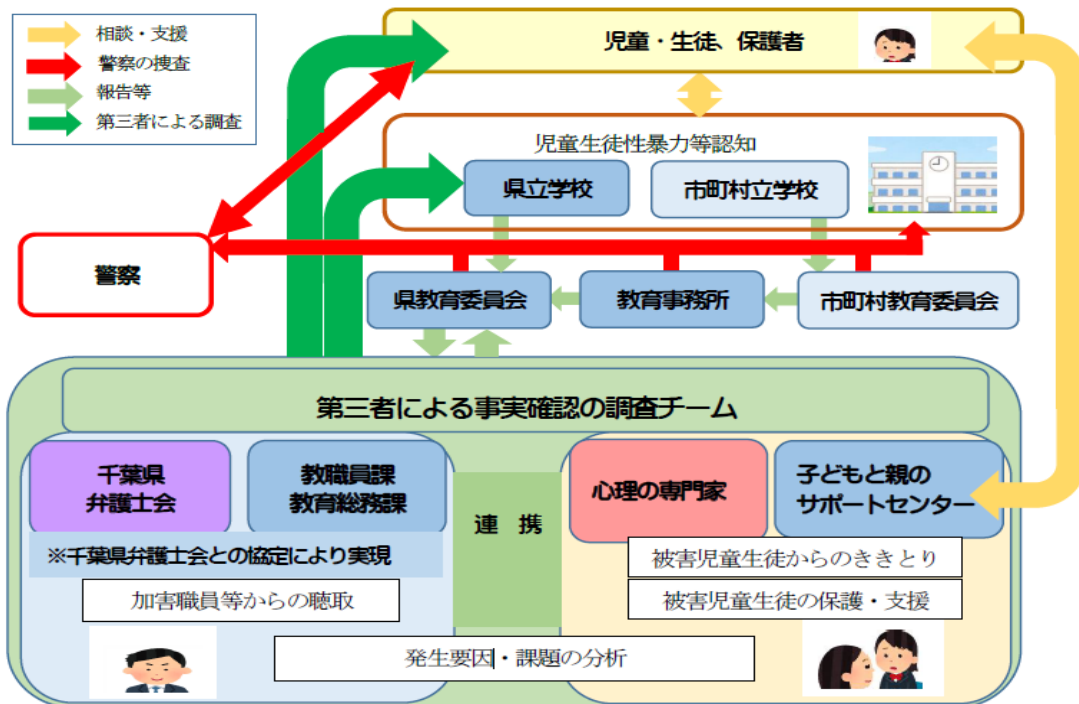 相談・支援
警察の捜査
報告等
第三者による調査
児童・生徒、保護者
児童生徒性暴力等認知
県立学校
市町村立学校
警察
県教育委員会
教育事務所
市町村教育委員会
第三者による事実確認の調査チーム
千葉県
弁護士会
教職員課
教育総務課
連 携
心理の専門家
子どもと親の
サポートセンター
※千葉県弁護士会との協定により実現
加害職員等からの聴取
被害児童生徒からのききとり
被害児童生徒の保護・支援
発生要因・課題の分析